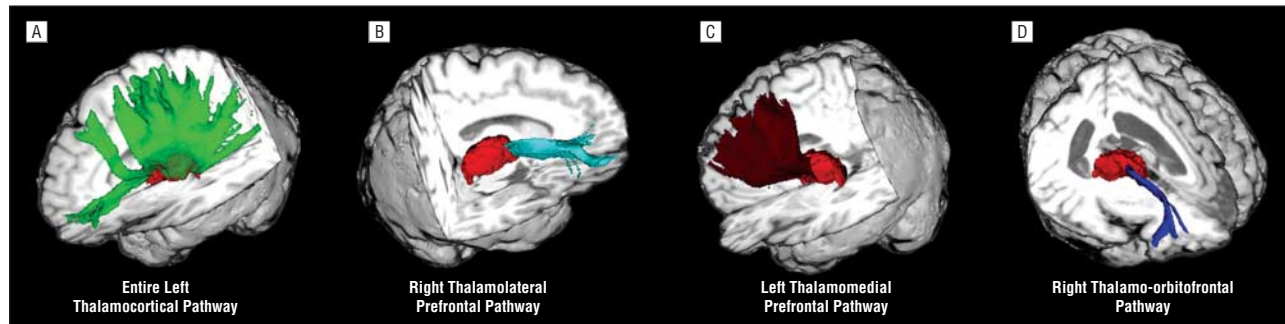 A
B
C
D
Entire Left
Thalamocortical Pathway
Right Thalamolateral
Prefrontal Pathway
Left Thalamomedial
Prefrontal Pathway
Right Thalamo-orbitofrontal
Pathway